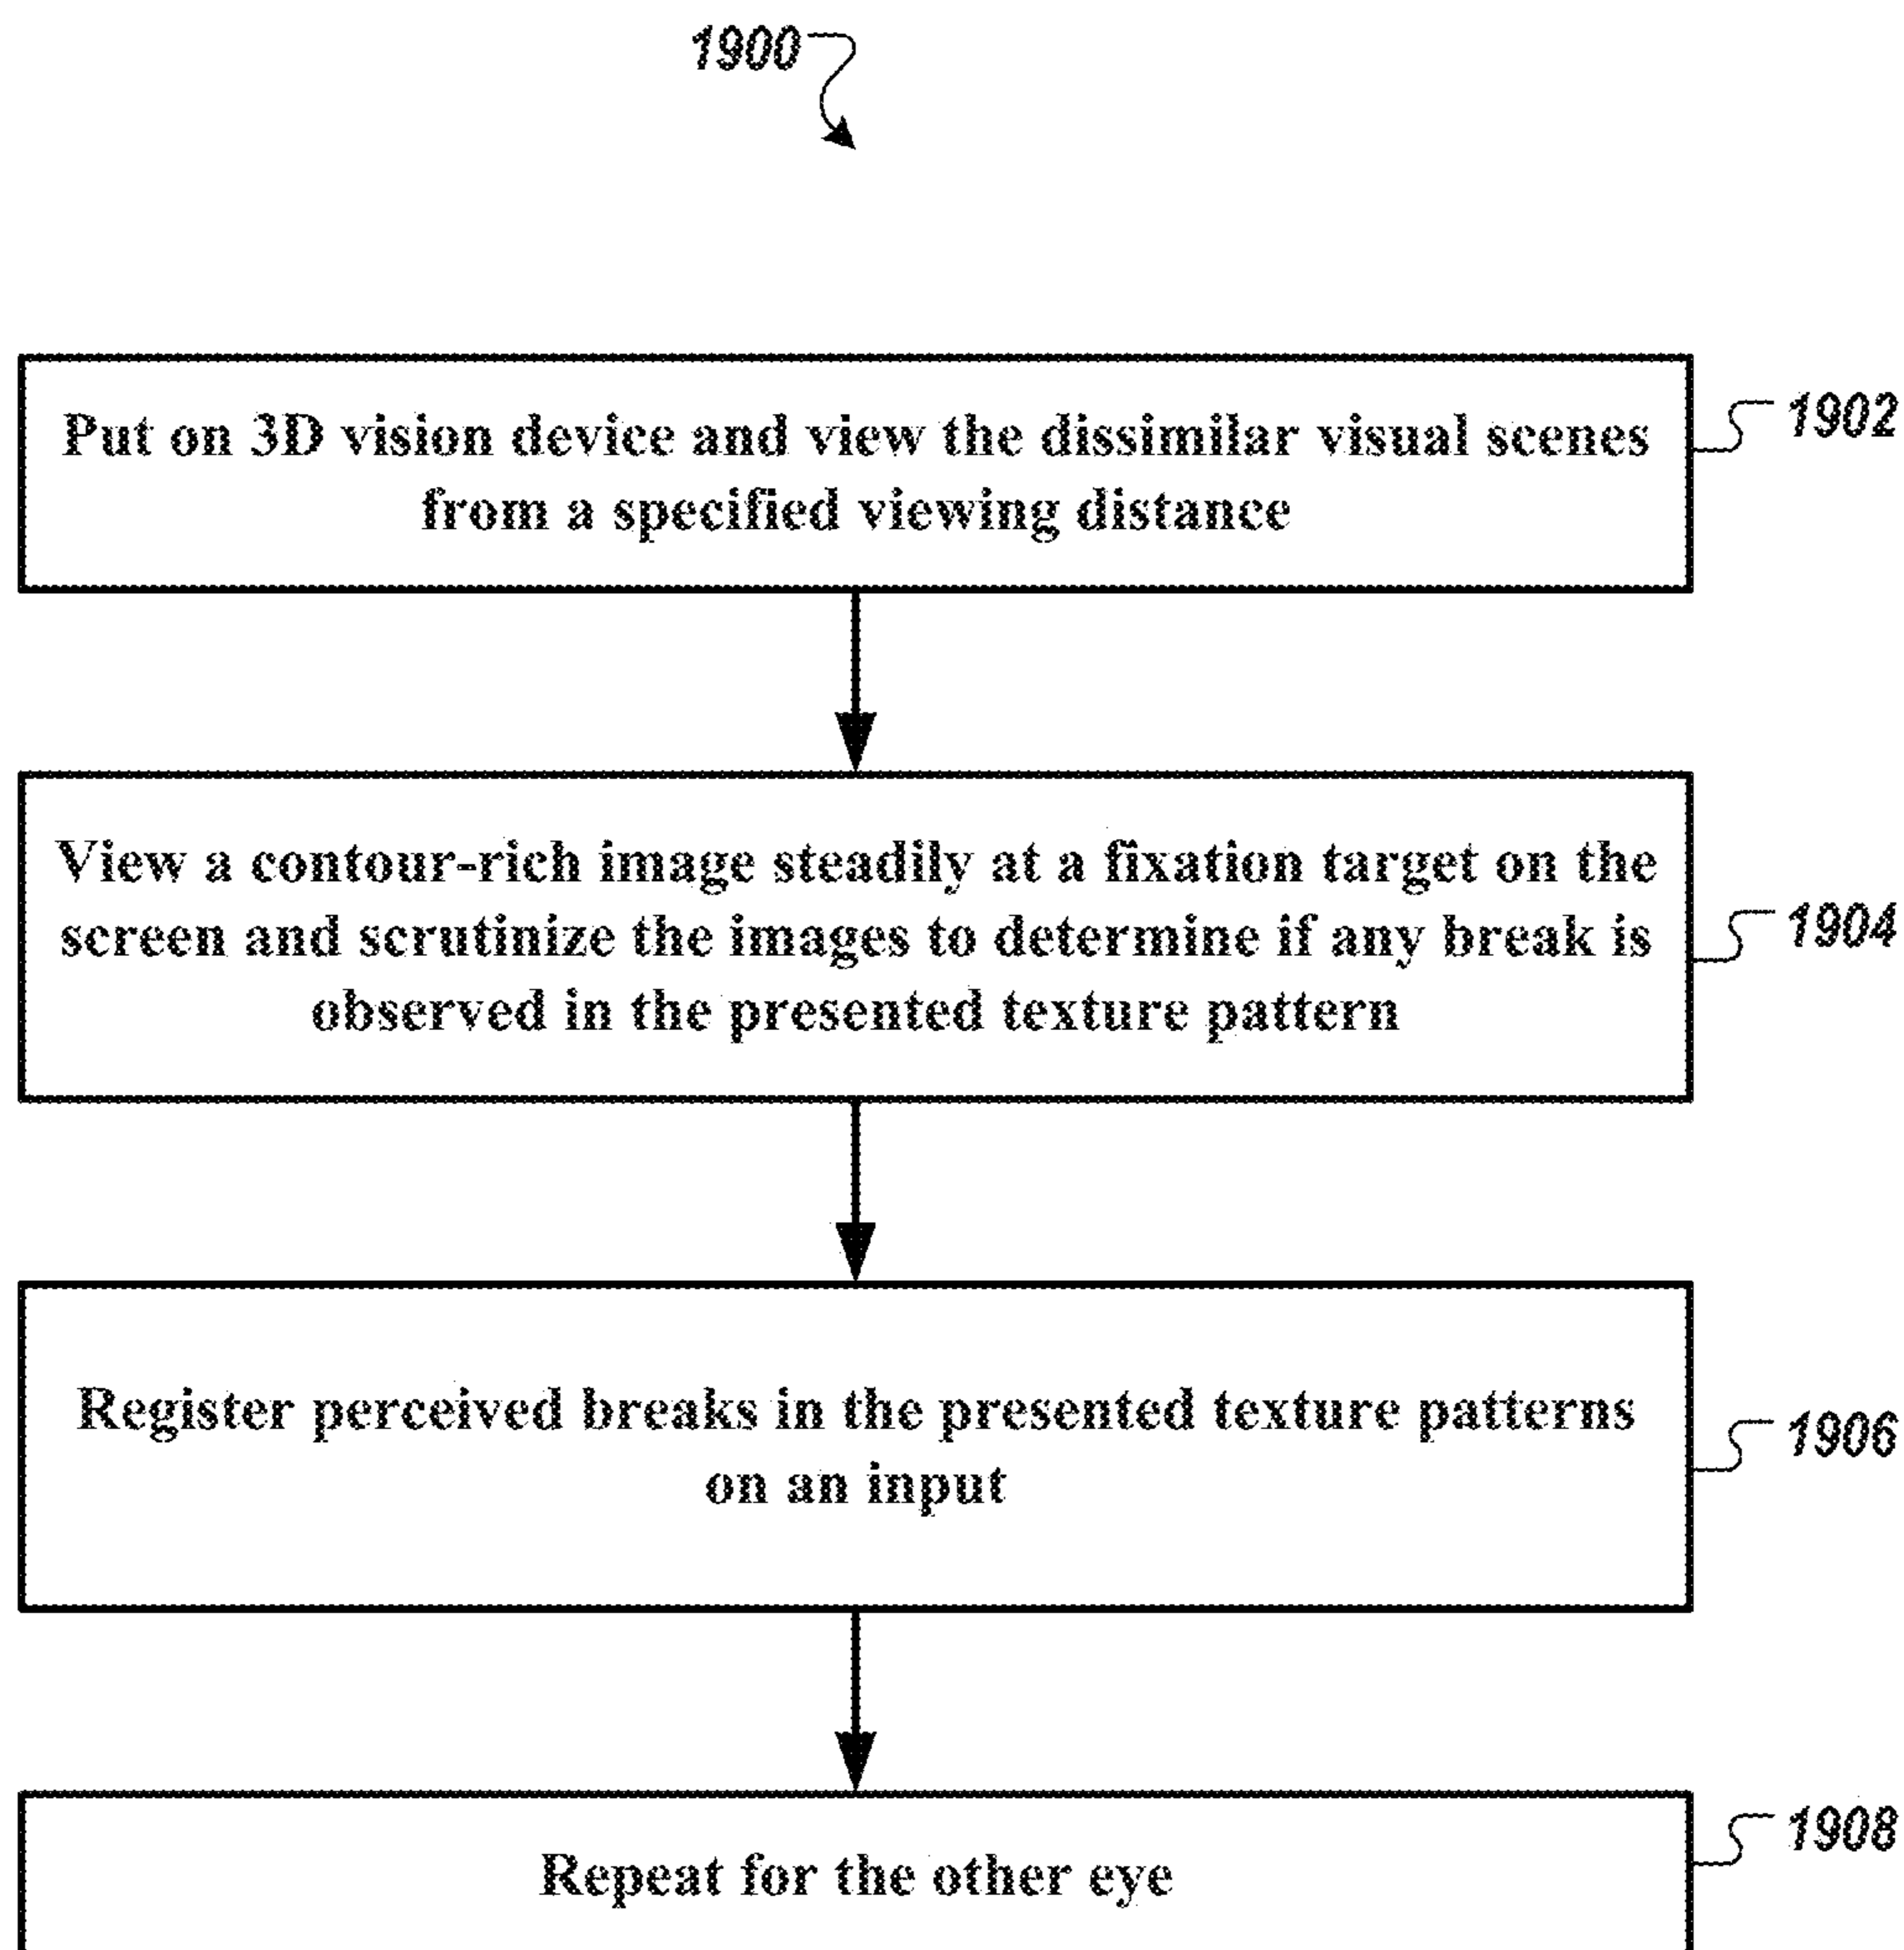 1900
Put on 3D vision device and view the dissimilar visual scenes
from a specified viewing distance
1902
View a contour-rich image steadily at a fixation target on the
screen and scrutinize the images to determine if any break is
observed in the presented texture pattern
1904
Register perceived breaks in the presented texture patterns
on an input
1906
Repeat for the other eye
1908